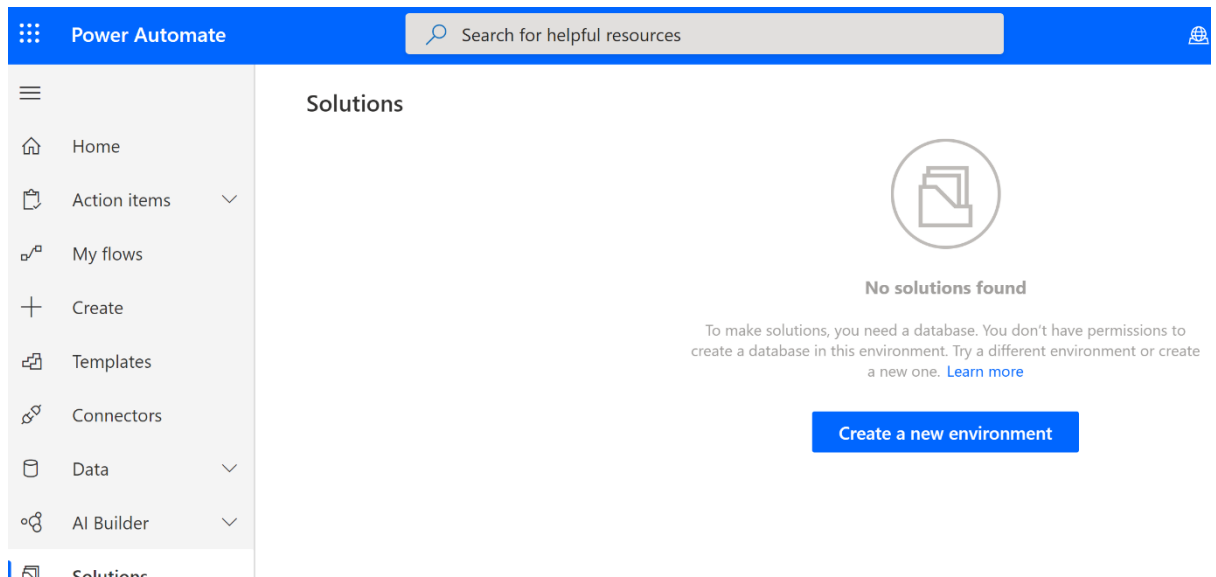 Power Automate
Search for helpful resources
Home
Action items
My flows
Create
Templates
Connectors
Data
AI Builder
Solutions
Solutions
No solutions found
To make solutions, you need a database. You don't have permissions to
create a database in this environment. Try a different environment or create
a new one. Learn more
Create a new environment